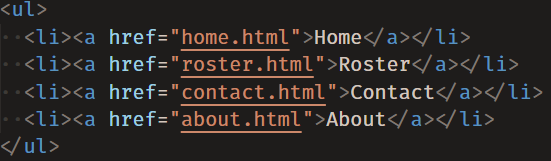 <ul>
  <li><a href="home.html">Home</a></li>
  <li><a href="roster.html">Roster</a></li>
  <li><a href="contact.html">Contact</a></li>
  <li><a href="about.html">About</a></li>
</ul>